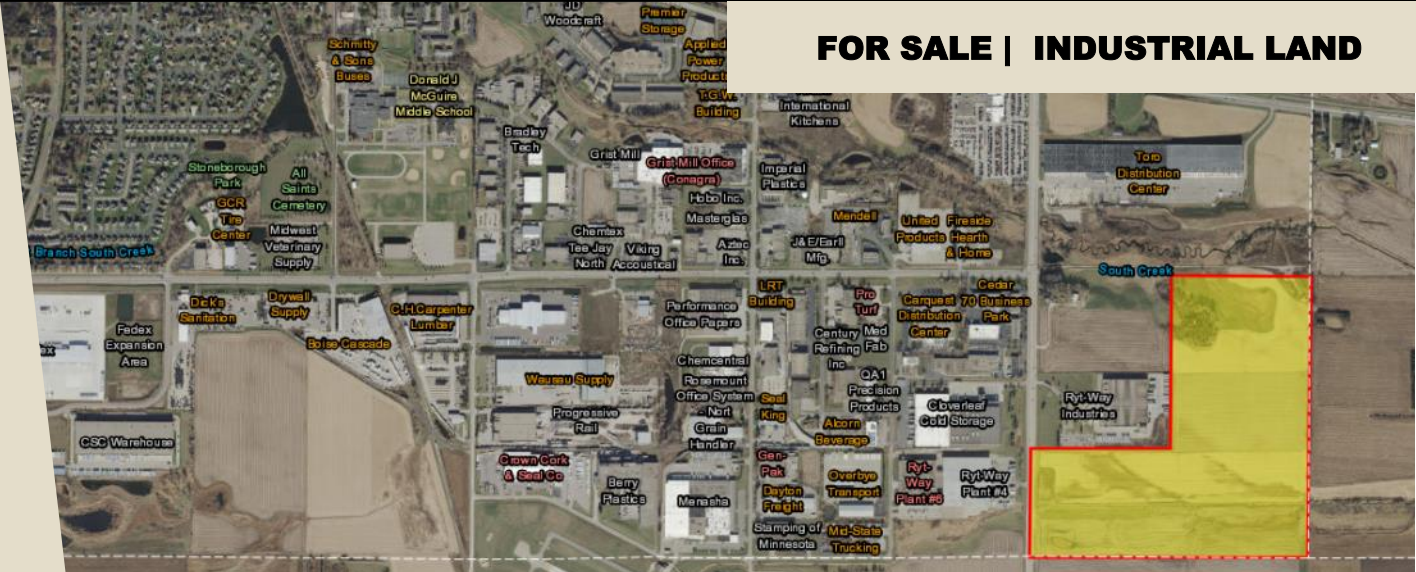 FOR SALE | INDUSTRIAL LAND
JD
Woodcraft
Premier
Storage
Schmitty
& Sons
Buses
Applied
Power
Products
T.G.W.
Building
Donald J
McGuire
Middle School
International
Kitchens
Bradley
Tech
Grist Mill
Grist Mill Office
(Conagra)
Toro
Distribution
Center
Stoneborough
Park
All
Saints
Cemetery
Imperial
Plastics
Hobo Inc.
GCR
Tire
Center
Masterglas
Mendell
United
Products
Fireside
Hearth
& Home
Midwest
Veterinary
Supply
Chemtex
Tee Jay
North
Viking
Accoustical
Aztec
Inc.
J&E/Earll
Mfg.
Branch South Creek
South Creek
LRT
Building
Cedar
70 Business
Park
Dick's
Sanitation
Drywall
Supply
C.H.Carpenter
Lumber
Performance
Office Papers
Pro
Turf
Carquest
Distribution
Center
Fedex
Expansion
Area
ex
Boise Cascade
Century
Refining
Inc
Med
Fab
Chemcentral
Rosemount
Office System
- Nort
Grain
Handler
Wausau Supply
QA1
Precision
Products
Seal
King
Cloverleaf
Cold Storage
Ryt-Way
Industries
Progressive
Rail
Alcorn
Beverage
CSC Warehouse
Crown Cork
& Seal Co
Gen-
Pak
Ryt-
Way
Plant #6
Ryt-Way
Plant #4
Berry
Plastics
Menasha
Dayton
Freight
Overbye
Transport
Stamping of
Minnesota
Mid-State
Trucking